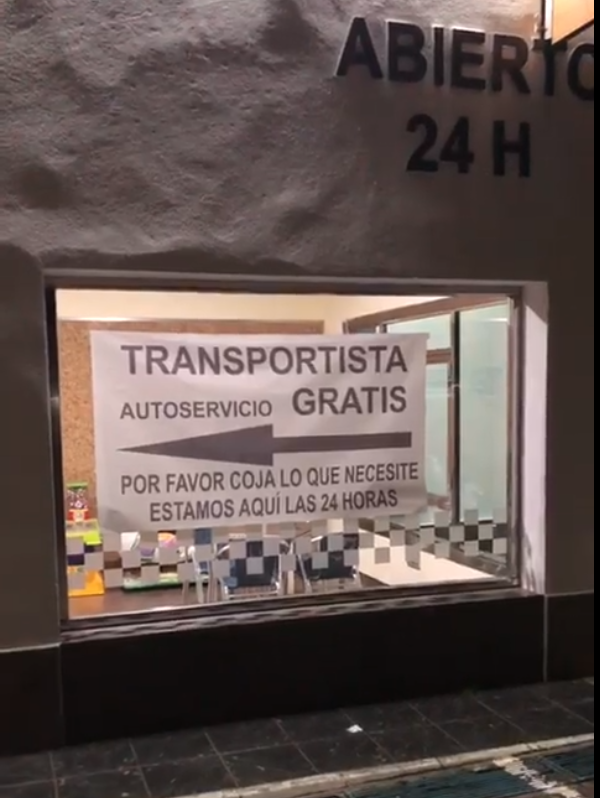 ABIERTO
24 H
TRANSPORTISTA
AUTOSERVICIO GRATIS
POR FAVOR COJA LO QUE NECESITE
ESTAMOS AQUÍ LAS 24 HORAS